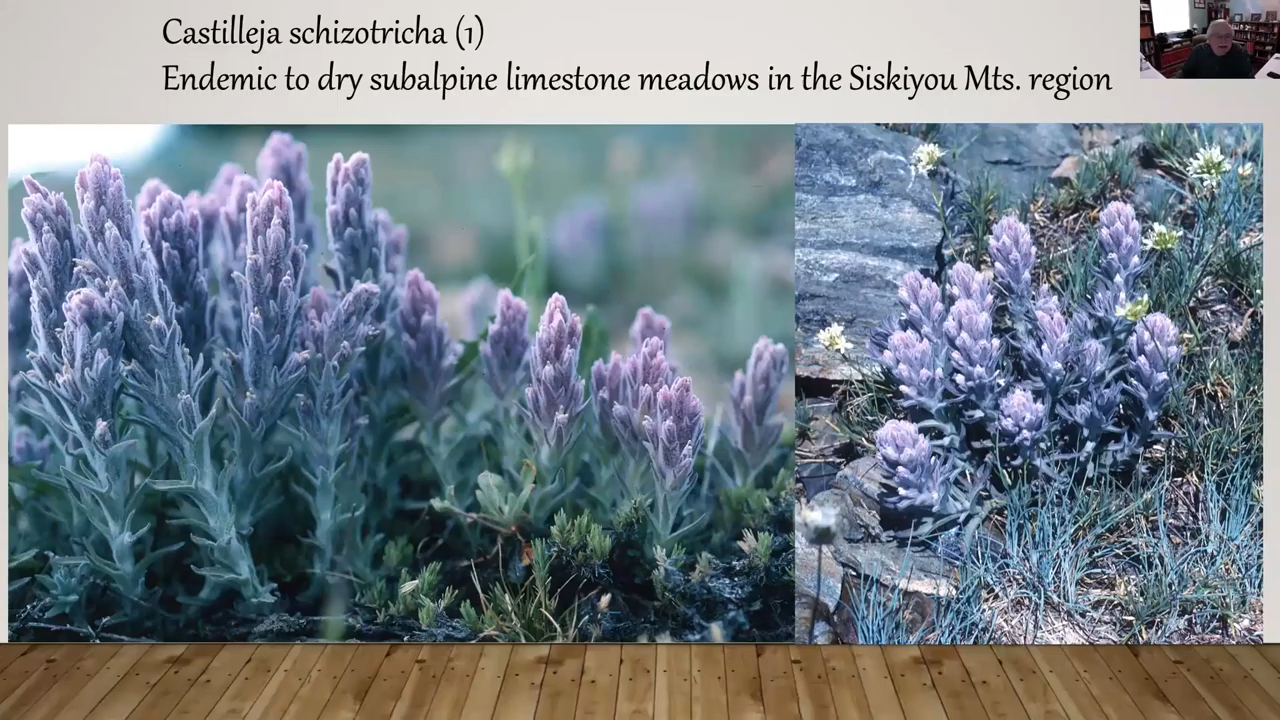 Castilleja schizotricha (1)
Endemic to dry subalpine limestone meadows in the Siskiyou Mts. region